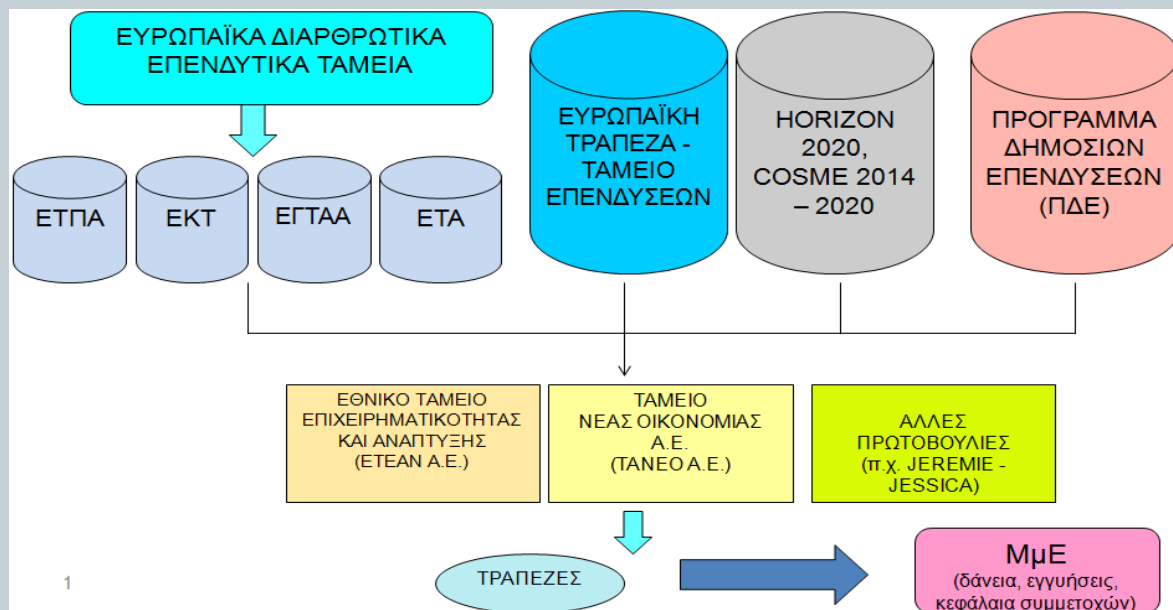 ΕΥΡΩΠΑΪΚΑ ΔΙΑΡΘΡΩΤΙΚΑ
ΕΠΕΝΔΥΤΙΚΑ ΤΑΜΕΙΑ
ΕΤΠΑ
ΕΚΤ
ΕΓΤΑΑ
ΕΤΑ
ΕΥΡΩΠΑΪΚΗ
ΤΡΑΠΕΖΑ -
ΤΑΜΕΙΟ
ΕΠΕΝΔΥΣΕΩΝ
HORIZON
2020,
COSME 2014
– 2020
ΠΡΟΓΡΑΜΜΑ
ΔΗΜΟΣΙΩΝ
ΕΠΕΝΔΥΣΕΩΝ
(ΠΔΕ)
ΕΘΝΙΚΟ ΤΑΜΕΙΟ
ΕΠΙΧΕΙΡΗΜΑΤΙΚΟΤΗΤΑΣ
ΚΑΙ ΑΝΑΠΤΥΞΗΣ
(ΕΤΕΑΝ Α.Ε.)
ΤΑΜΕΙΟ
ΝΕΑΣ ΟΙΚΟΝΟΜΙΑΣ
Α.Ε.
(ΤΑΝΕΟ Α.Ε.)
ΑΛΛΕΣ
ΠΡΩΤΟΒΟΥΛΙΕΣ
(π.χ. JEREMIE -
JESSICA)
ΤΡΑΠΕΖΕΣ
ΜμΕ
(δάνεια, εγγυήσεις,
κεφάλαια συμμετοχών)
1